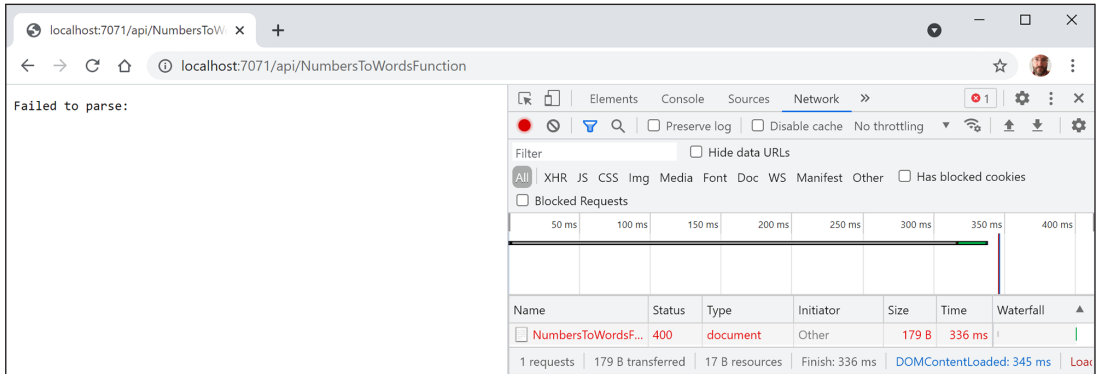 localhost:7071/api/NumbersToW
localhost:7071/api/NumbersToWordsFunction
Failed to parse:
Elements Console Sources Network » 1
Preserve log Disable cache No throttling
Filter Hide data URLs
All XHR JS CSS Img Media Font Doc WS Manifest Other Has blocked cookies
Blocked Requests
50 ms 100 ms 150 ms 200 ms 250 ms 300 ms 350 ms 400 ms
Name Status Type Initiator Size Time Waterfall
NumbersToWordsF... 400 document Other 179 B 336 ms
1 requests 179 B transferred 17 B resources Finish: 336 ms DOMContentLoaded: 345 ms Loac